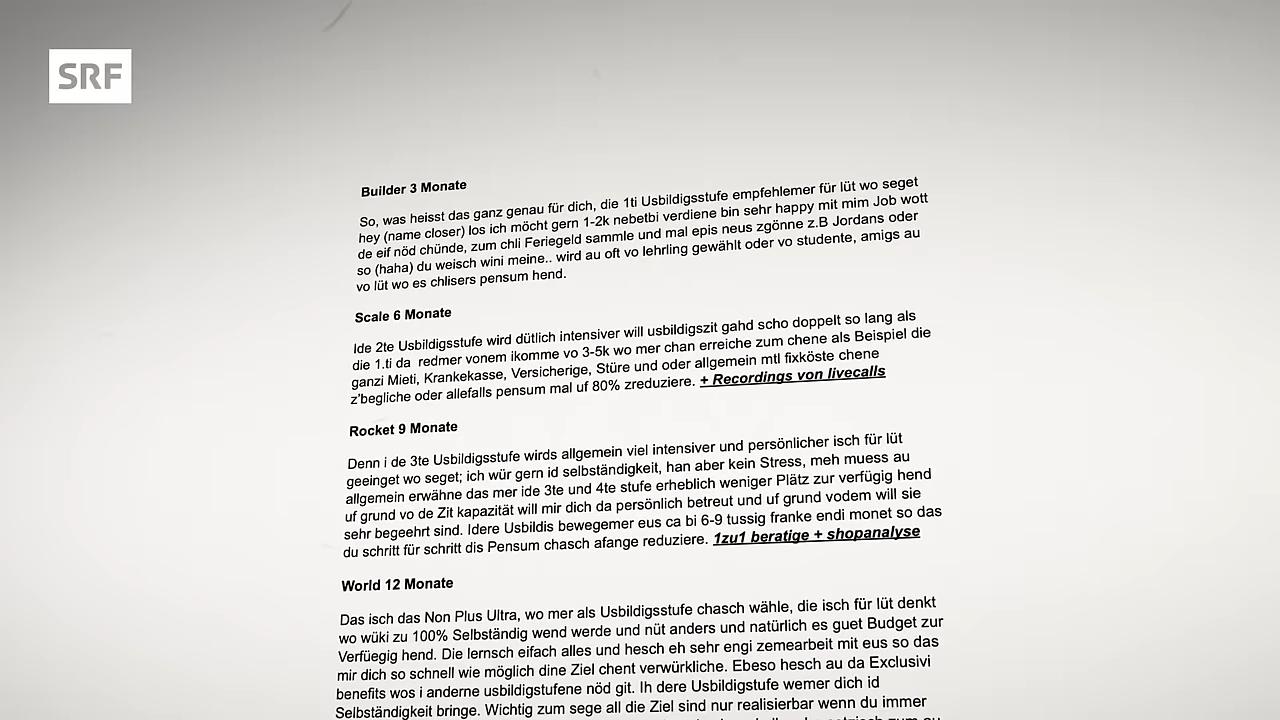 SRF
Builder 3 Monate
So, was heisst das ganz genau für dich, die 1ti Usbildigsstufe empfehlemer für lüt wo seget
hey (name closer) los ich möcht gern 1-2k nebetbi verdiene bin sehr happy mit mim Job wott
de eif nöd chünde, zum chli Feriegeld sammle und mal epis neus zgönne z.B Jordans oder
so (haha) du weisch wini meine.. wird au oft vo lehrling gewählt oder vo studente, amigs au
vo lüt wo es chlisers pensum hend.
Scale 6 Monate
Ide 2te Usbildigsstufe wird dütlich intensiver will usbildigszit gahd scho doppelt so lang als
die 1.ti da redmer vonem ikomme vo 3-5k wo mer chan erreiche zum chene als Beispiel die
ganzi Mieti, Krankekasse, Versicherige, Stüre und oder allgemein mtl fixköste chene
z'begliche oder allefalls pensum mal uf 80% zreduziere. + Recordings von livecalls
Rocket 9 Monate
Denn i de 3te Usbildigsstufe wirds allgemein viel intensiver und persönlicher isch für lüt
geeinget wo seget; ich wür gern id selbständigkeit, han aber kein Stress, meh muess au
allgemein erwähne das mer ide 3te und 4te stufe erheblich weniger Plätz zur verfügig hend
uf grund vo de Zit kapazität will mir dich da persönlich betreut und uf grund vodem will sie
sehr begeehrt sind. Idere Usbildis bewegemer eus ca bi 6-9 tussig franke endi monet so das
du schritt für schritt dis Pensum chasch afange reduziere. 1zu1 beratige + shopanalyse
World 12 Monate
Das isch das Non Plus Ultra, wo mer als Usbildigsstufe chasch wähle, die isch für lüt denkt
wo wüki zu 100% Selbständig wend werde und nüt anders und natürlich es guet Budget zur
Verfüegig hend. Die lernsch eifach alles und hesch eh sehr engi zemearbeit mit eus so das
mir dich so schnell wie möglich dine Ziel chent verwürkliche. Ebeso hesch au da Exclusivi
benefits wos i anderne usbildigstufene nöd git. Ih dere Usbildigstufe wemer dich id
Selbständigkeit bringe. Wichtig zum sege all die Ziel sind nur realisierbar wenn du immer